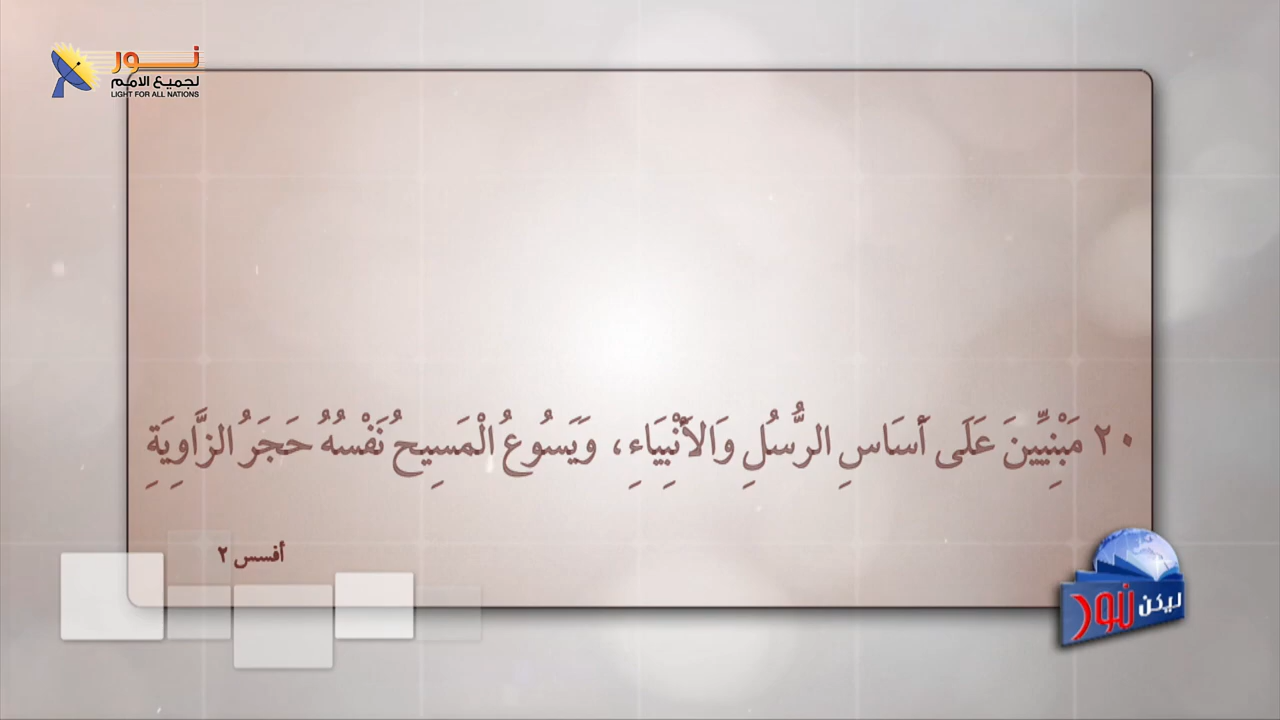 نور
لجميع الامم
LIGHT FOR ALL NATIONS
٢٠ مَبْنِيِّينَ عَلَى أَسَاسِ الرُّسُلِ وَالأَنْبِيَاءِ، وَيَسُوعُ الْمَسِيحُ نَفْسُهُ حَجَرُ الزَّاوِيَةِ
أفسس ٢
ليكن نور